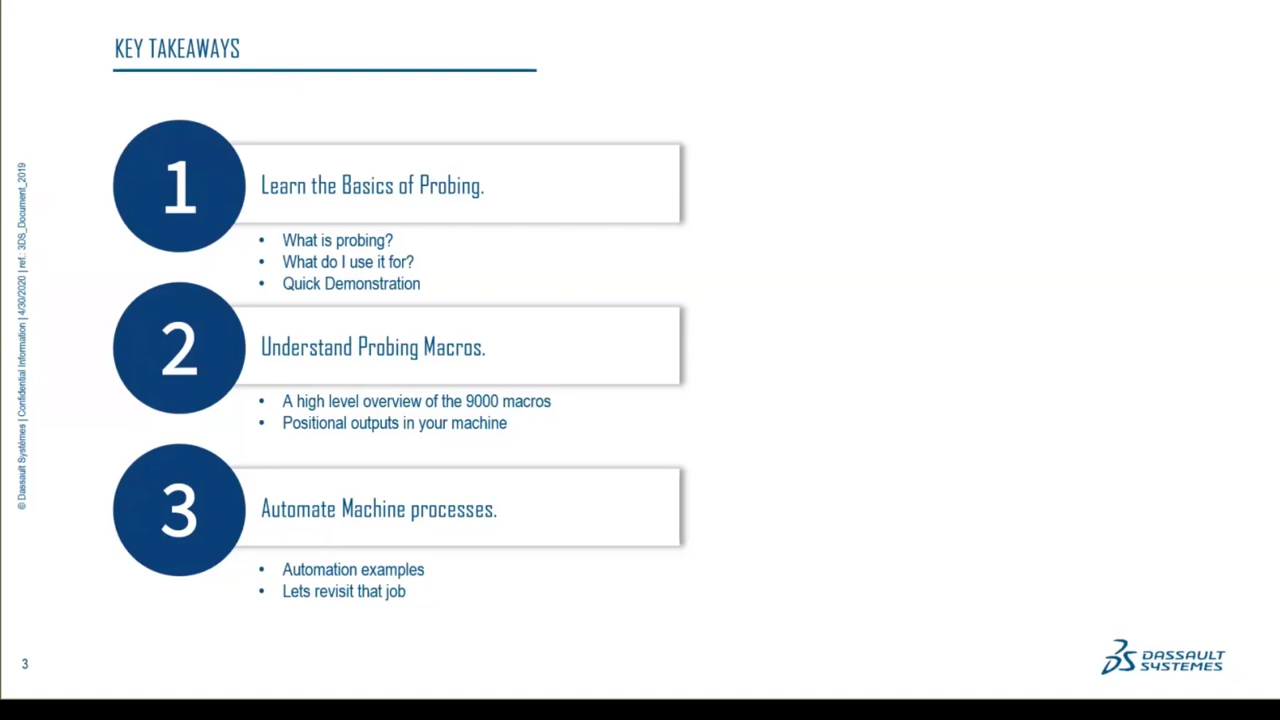 KEY TAKEAWAYS
1
Learn the Basics of Probing.
• What is probing?
• What do I use it for?
• Quick Demonstration
2
Understand Probing Macros.
• A high level overview of the 9000 macros
• Positional outputs in your machine
3
Automate Machine processes.
• Automation examples
• Lets revisit that job
© Dassault Systèmes | Confidential Information | 4/30/2020 | ref.: 3DS_Document_2019
3
DASSAULT
SYSTEMES